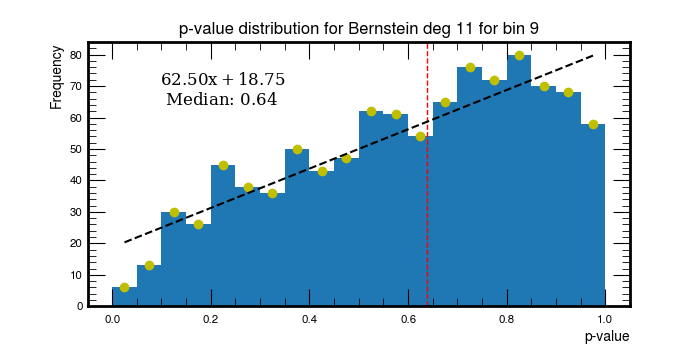 p-value distribution for Bernstein deg 11 for bin 9
Frequency
80
70
60
50
40
30
20
10
0
62.50x + 18.75
Median: 0.64
0.0 0.2 0.4 0.6 0.8 1.0
p-value